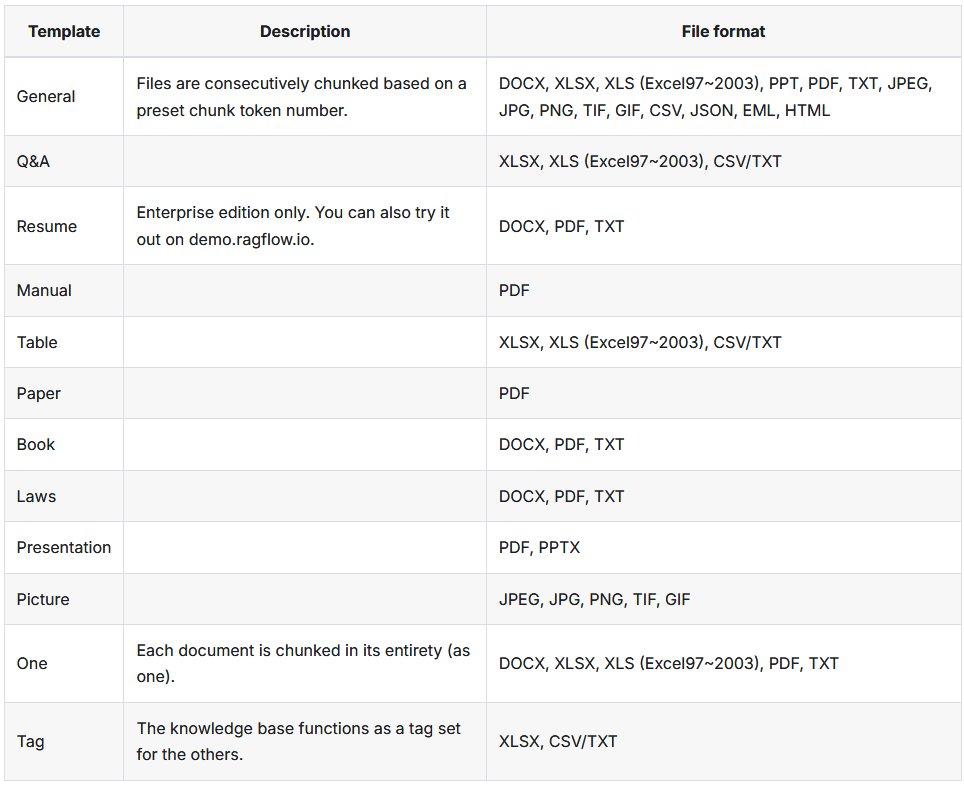 Template Description File format
General Files are consecutively chunked based on a preset chunk token number. DOCX, XLSX, XLS (Excel97~2003), PPT, PDF, TXT, JPEG, JPG, PNG, TIF, GIF, CSV, JSON, EML, HTML
Q&A XLSX, XLS (Excel97~2003), CSV/TXT
Resume Enterprise edition only. You can also try it out on demo.ragflow.io. DOCX, PDF, TXT
Manual PDF
Table XLSX, XLS (Excel97~2003), CSV/TXT
Paper PDF
Book DOCX, PDF, TXT
Laws DOCX, PDF, TXT
Presentation PDF, PPTX
Picture JPEG, JPG, PNG, TIF, GIF
One Each document is chunked in its entirety (as one). DOCX, XLSX, XLS (Excel97~2003), PDF, TXT
Tag The knowledge base functions as a tag set for the others. XLSX, CSV/TXT